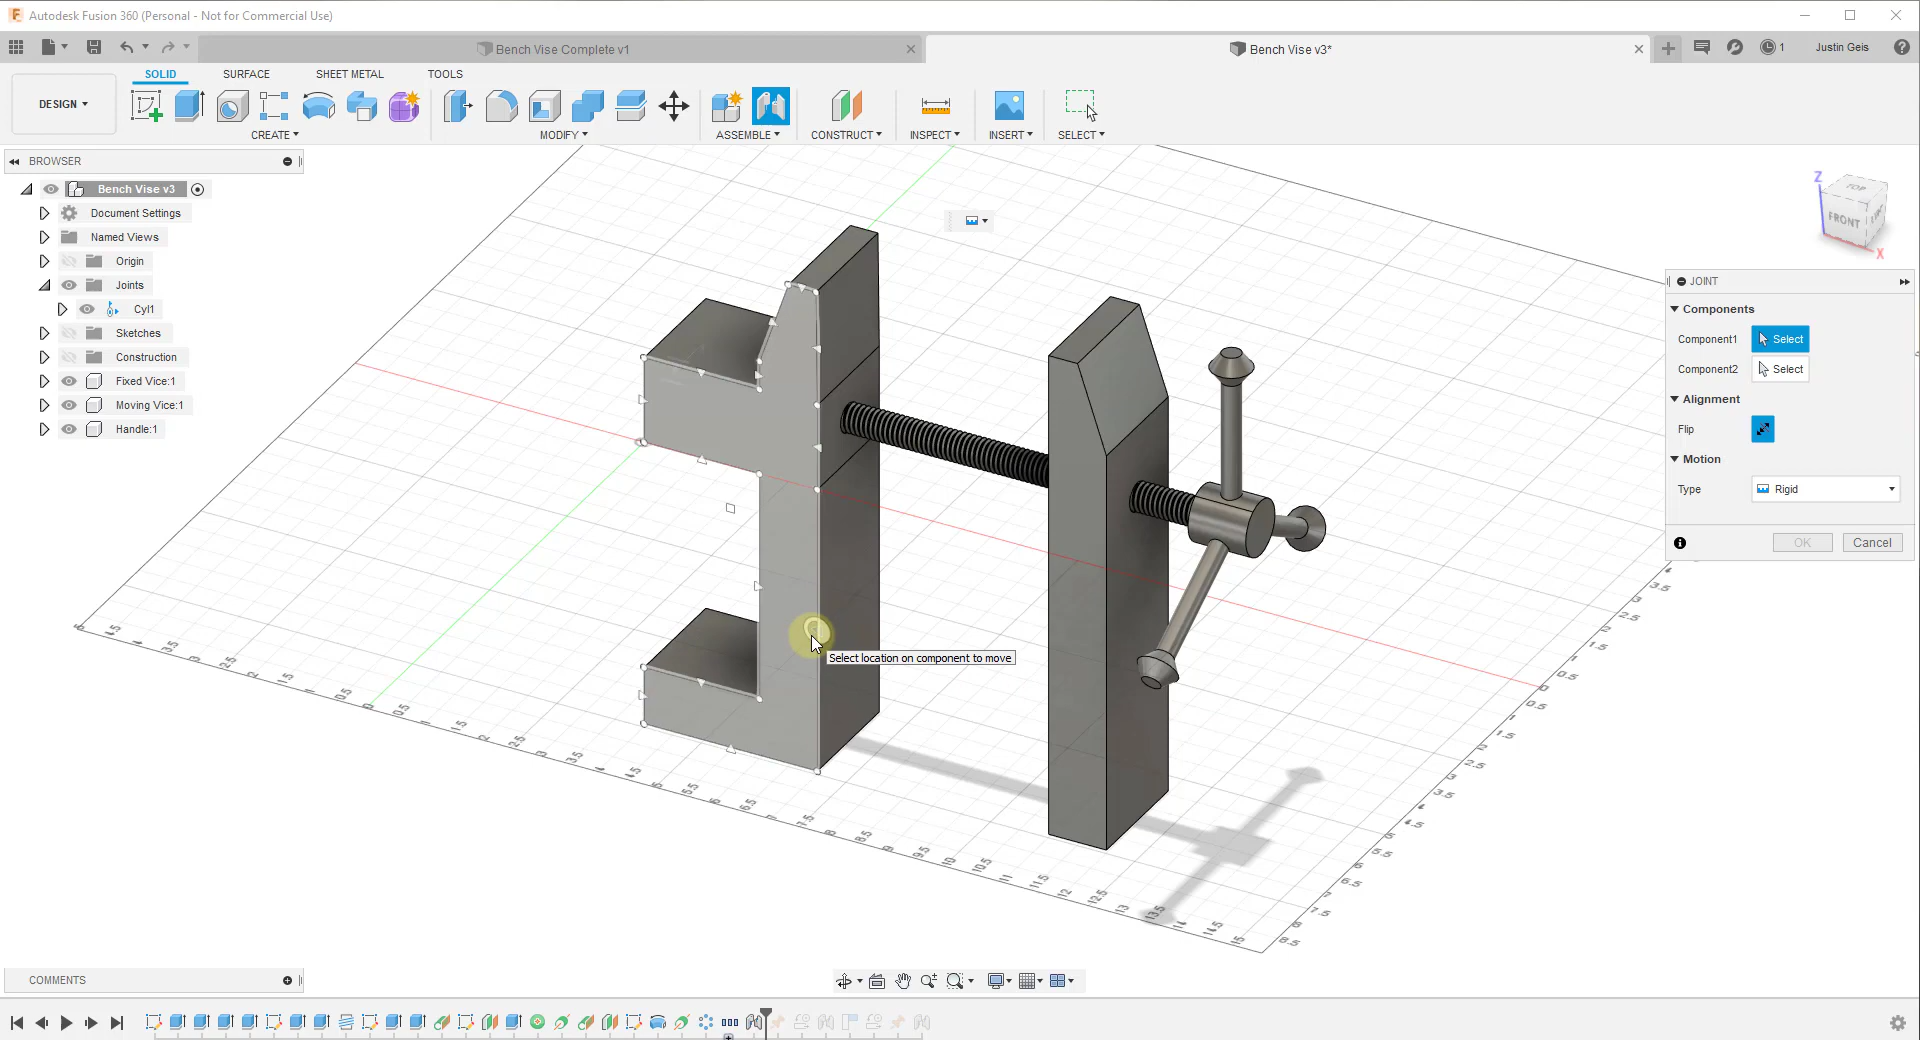 Autodesk Fusion 360 (Personal - Not for Commercial Use)
Bench Vise Complete v1
Bench Vise v3*
1
Justin Geis
SOLID
SURFACE
SHEET METAL
TOOLS
DESIGN
CREATE
MODIFY
ASSEMBLE
CONSTRUCT
INSPECT
INSERT
SELECT
BROWSER
Bench Vise v3
Document Settings
Named Views
Origin
Joints
Cyl1
Sketches
Construction
Fixed Vice:1
Moving Vice:1
Handle:1
Z
TOP
FRONT
X
JOINT
Components
Component1
Select
Component2
Select
Alignment
Flip
Motion
Type
Rigid
OK
Cancel
Select location on component to move
COMMENTS